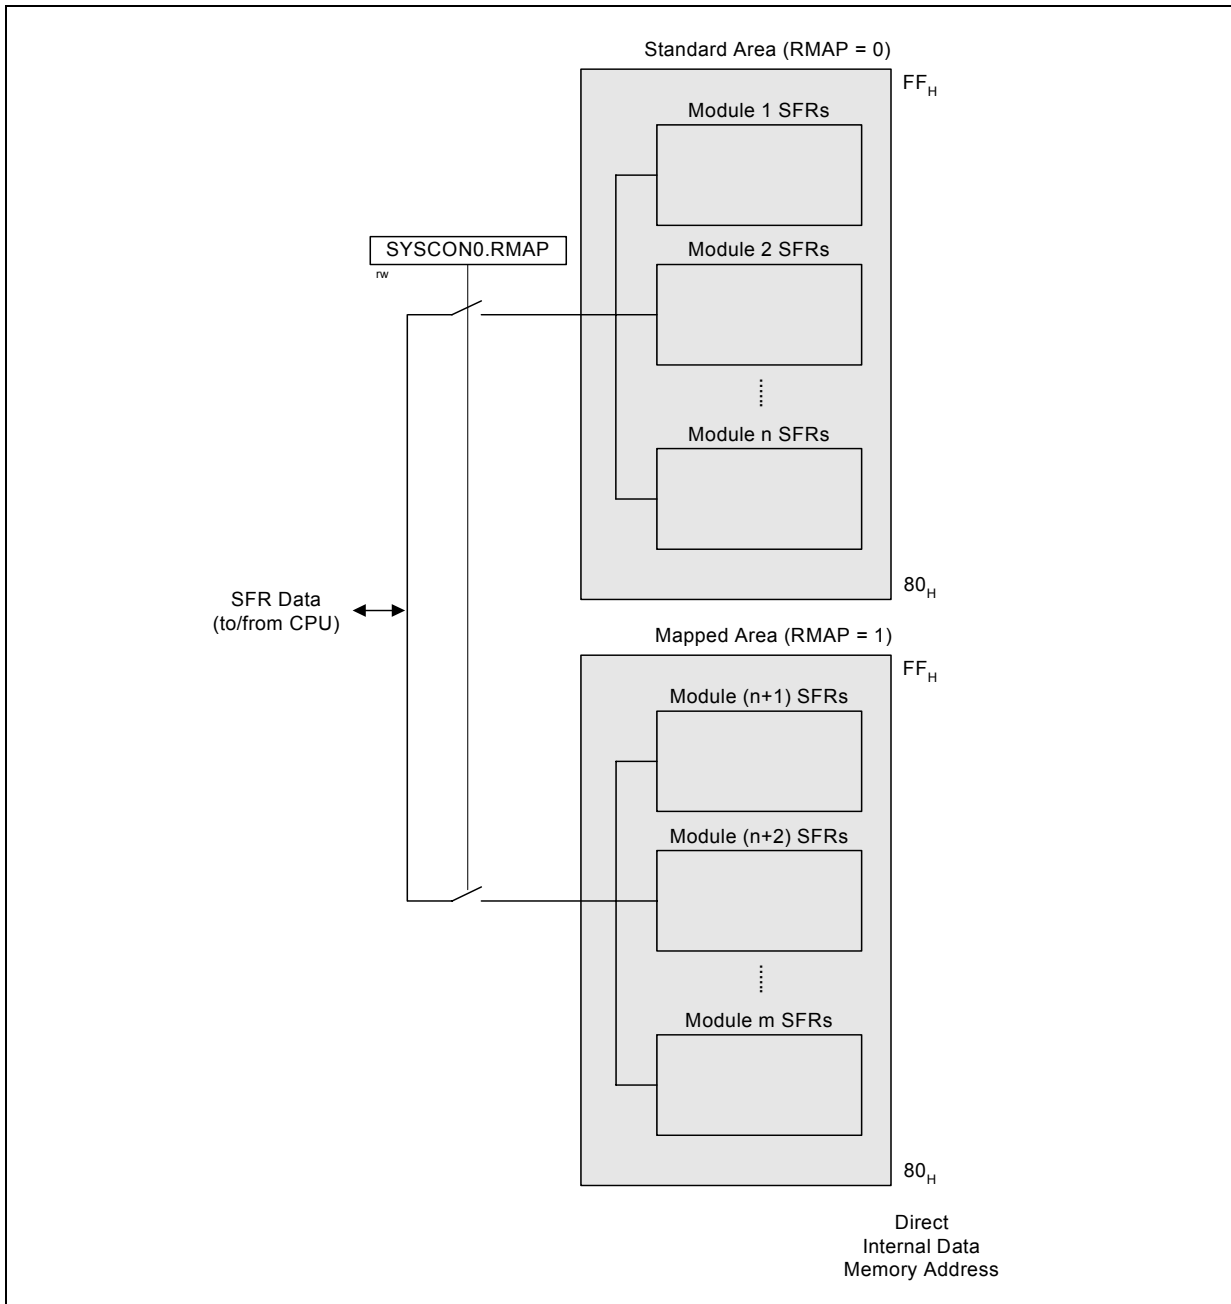 Standard Area (RMAP = 0)
FFH
Module 1 SFRs
SYSCON0.RMAP
rw
Module 2 SFRs
Module n SFRs
80H
SFR Data
(to/from CPU)
Mapped Area (RMAP = 1)
FFH
Module (n+1) SFRs
Module (n+2) SFRs
Module m SFRs
80H
Direct
Internal Data
Memory Address